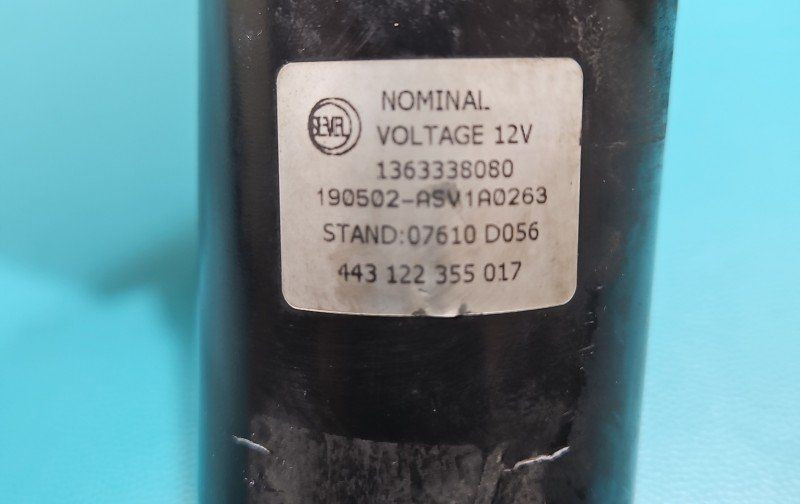 SEVEL
NOMINAL
VOLTAGE 12V
1363338080
190502-ASV1A0263
STAND:07610 D056
443 122 355 017